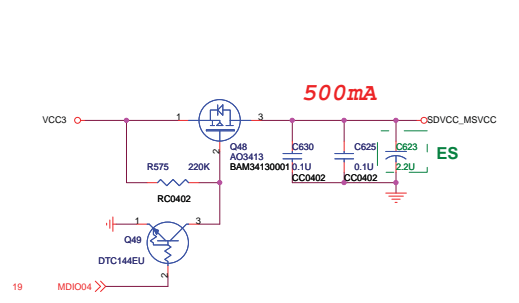 500mA
VCC3
1
3
SDVCC_MSVCC
2
Q48
AO3413
BAM34130001
C630
0.1U
CC0402
C625
0.1U
CC0402
C623
2.2U
ES
R575
220K
RC0402
1
3
Q49
DTC144EU
2
19
MDIO04